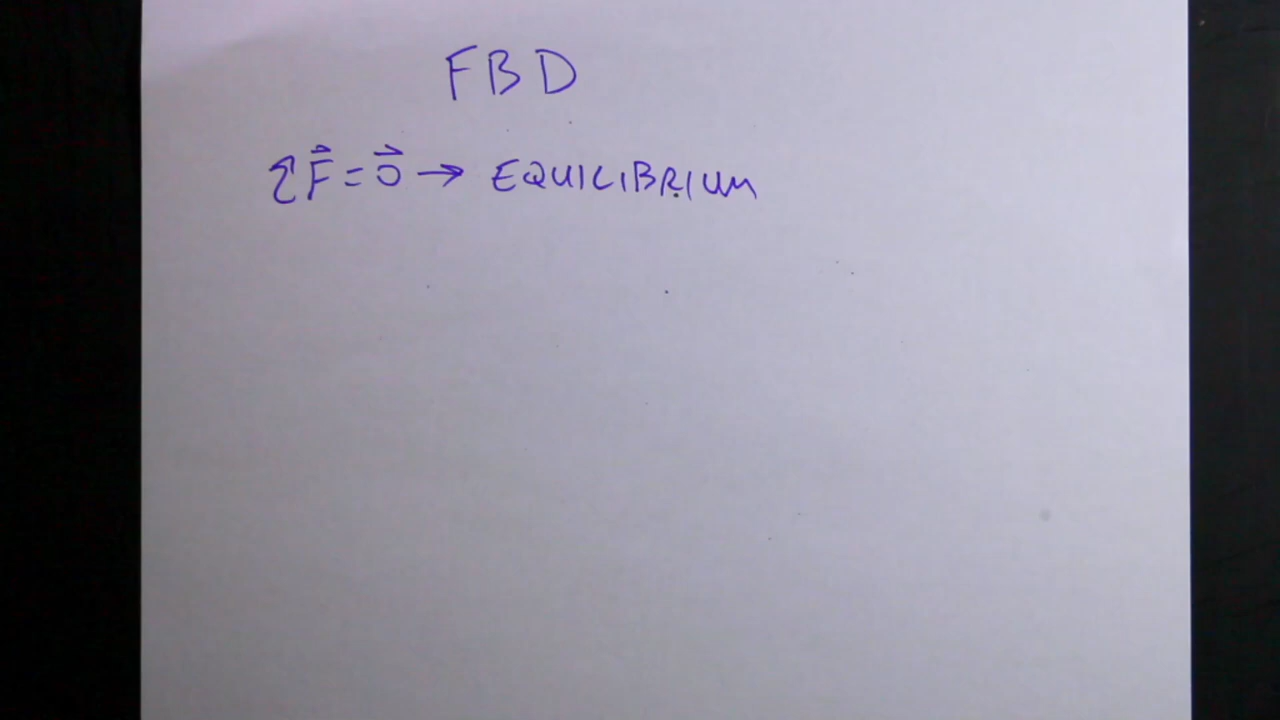 FBD
ΣF⃗ = 0⃗ → EQUILIBRIUM